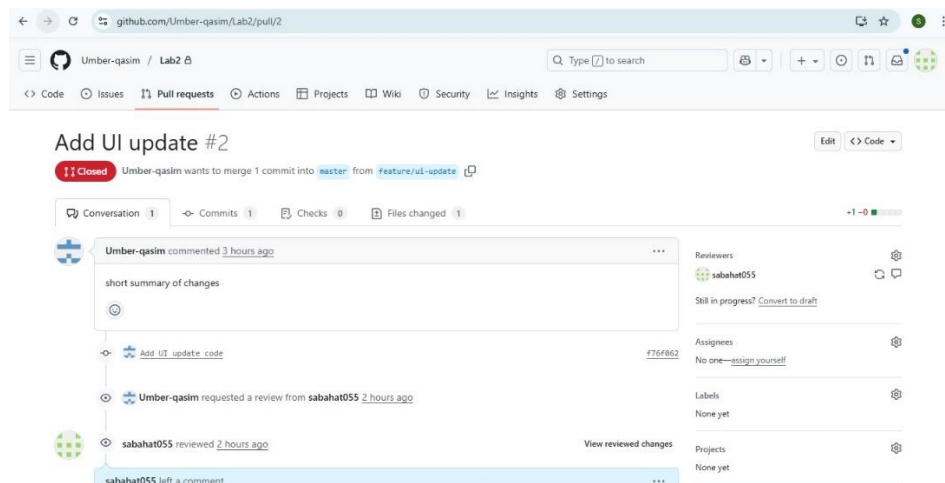 github.com/Umber-qasim/Lab2/pull/2
S
Umber-qasim / Lab2
Type / to search
Code Issues Pull requests Actions Projects Wiki Security Insights Settings
Add UI update #2
Edit <> Code
Closed Umber-qasim wants to merge 1 commit into master from feature/ui-update
Conversation 1 Commits 1 Checks 0 Files changed 1
+1 −0
Umber-qasim commented 3 hours ago
short summary of changes
Add UI update code f76f062
Umber-qasim requested a review from sabahat055 2 hours ago
sabahat055 reviewed 2 hours ago View reviewed changes
sabahat055 left a comment
Reviewers
sabahat055
Still in progress? Convert to draft
Assignees
No one—assign yourself
Labels
None yet
Projects
None yet